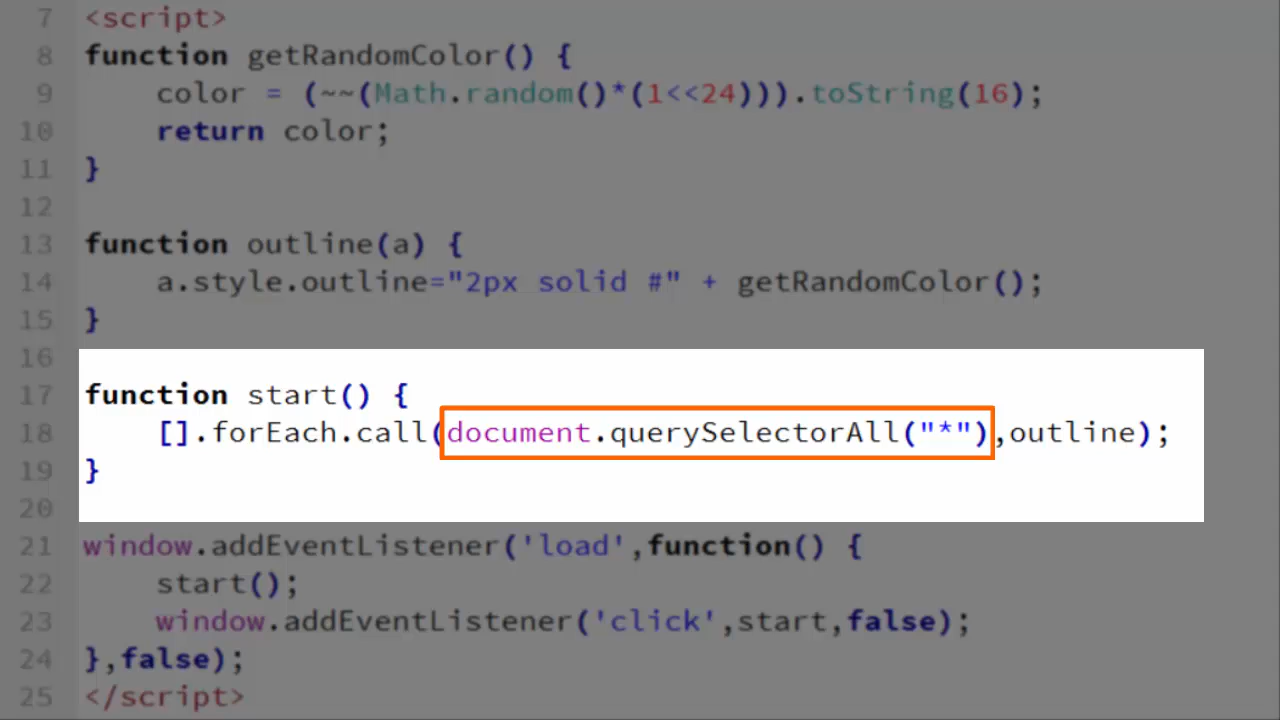 7 <script>
8 function getRandomColor() {
9 color = (~~(Math.random()*(1<<24))).toString(16);
10 return color;
11 }
12
13 function outline(a) {
14 a.style.outline="2px solid #" + getRandomColor();
15 }
16
17 function start() {
18 [].forEach.call(document.querySelectorAll("*"),outline);
19 }
20
21 window.addEventListener('load',function() {
22 start();
23 window.addEventListener('click',start,false);
24 },false);
25 </script>